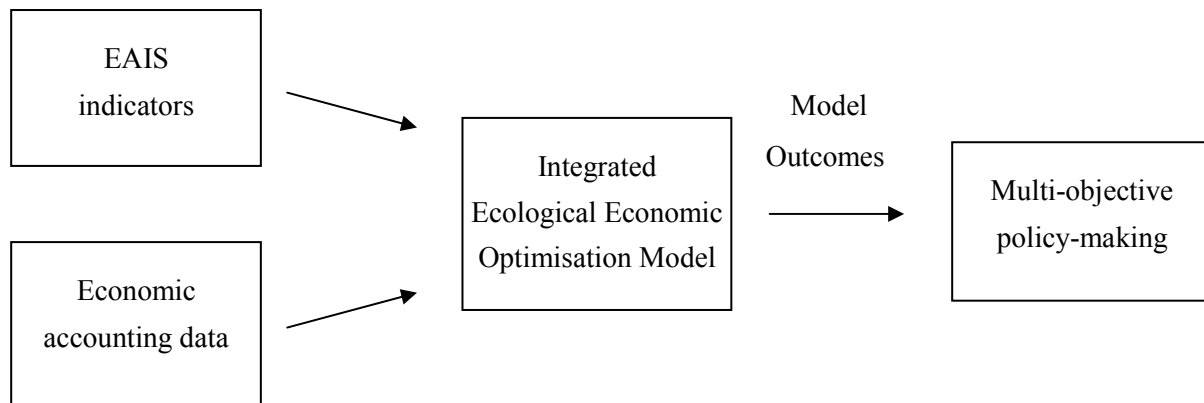 EAIS
indicators
Economic
accounting data
Integrated
Ecological Economic
Optimisation Model
Model
Outcomes
Multi-objective
policy-making